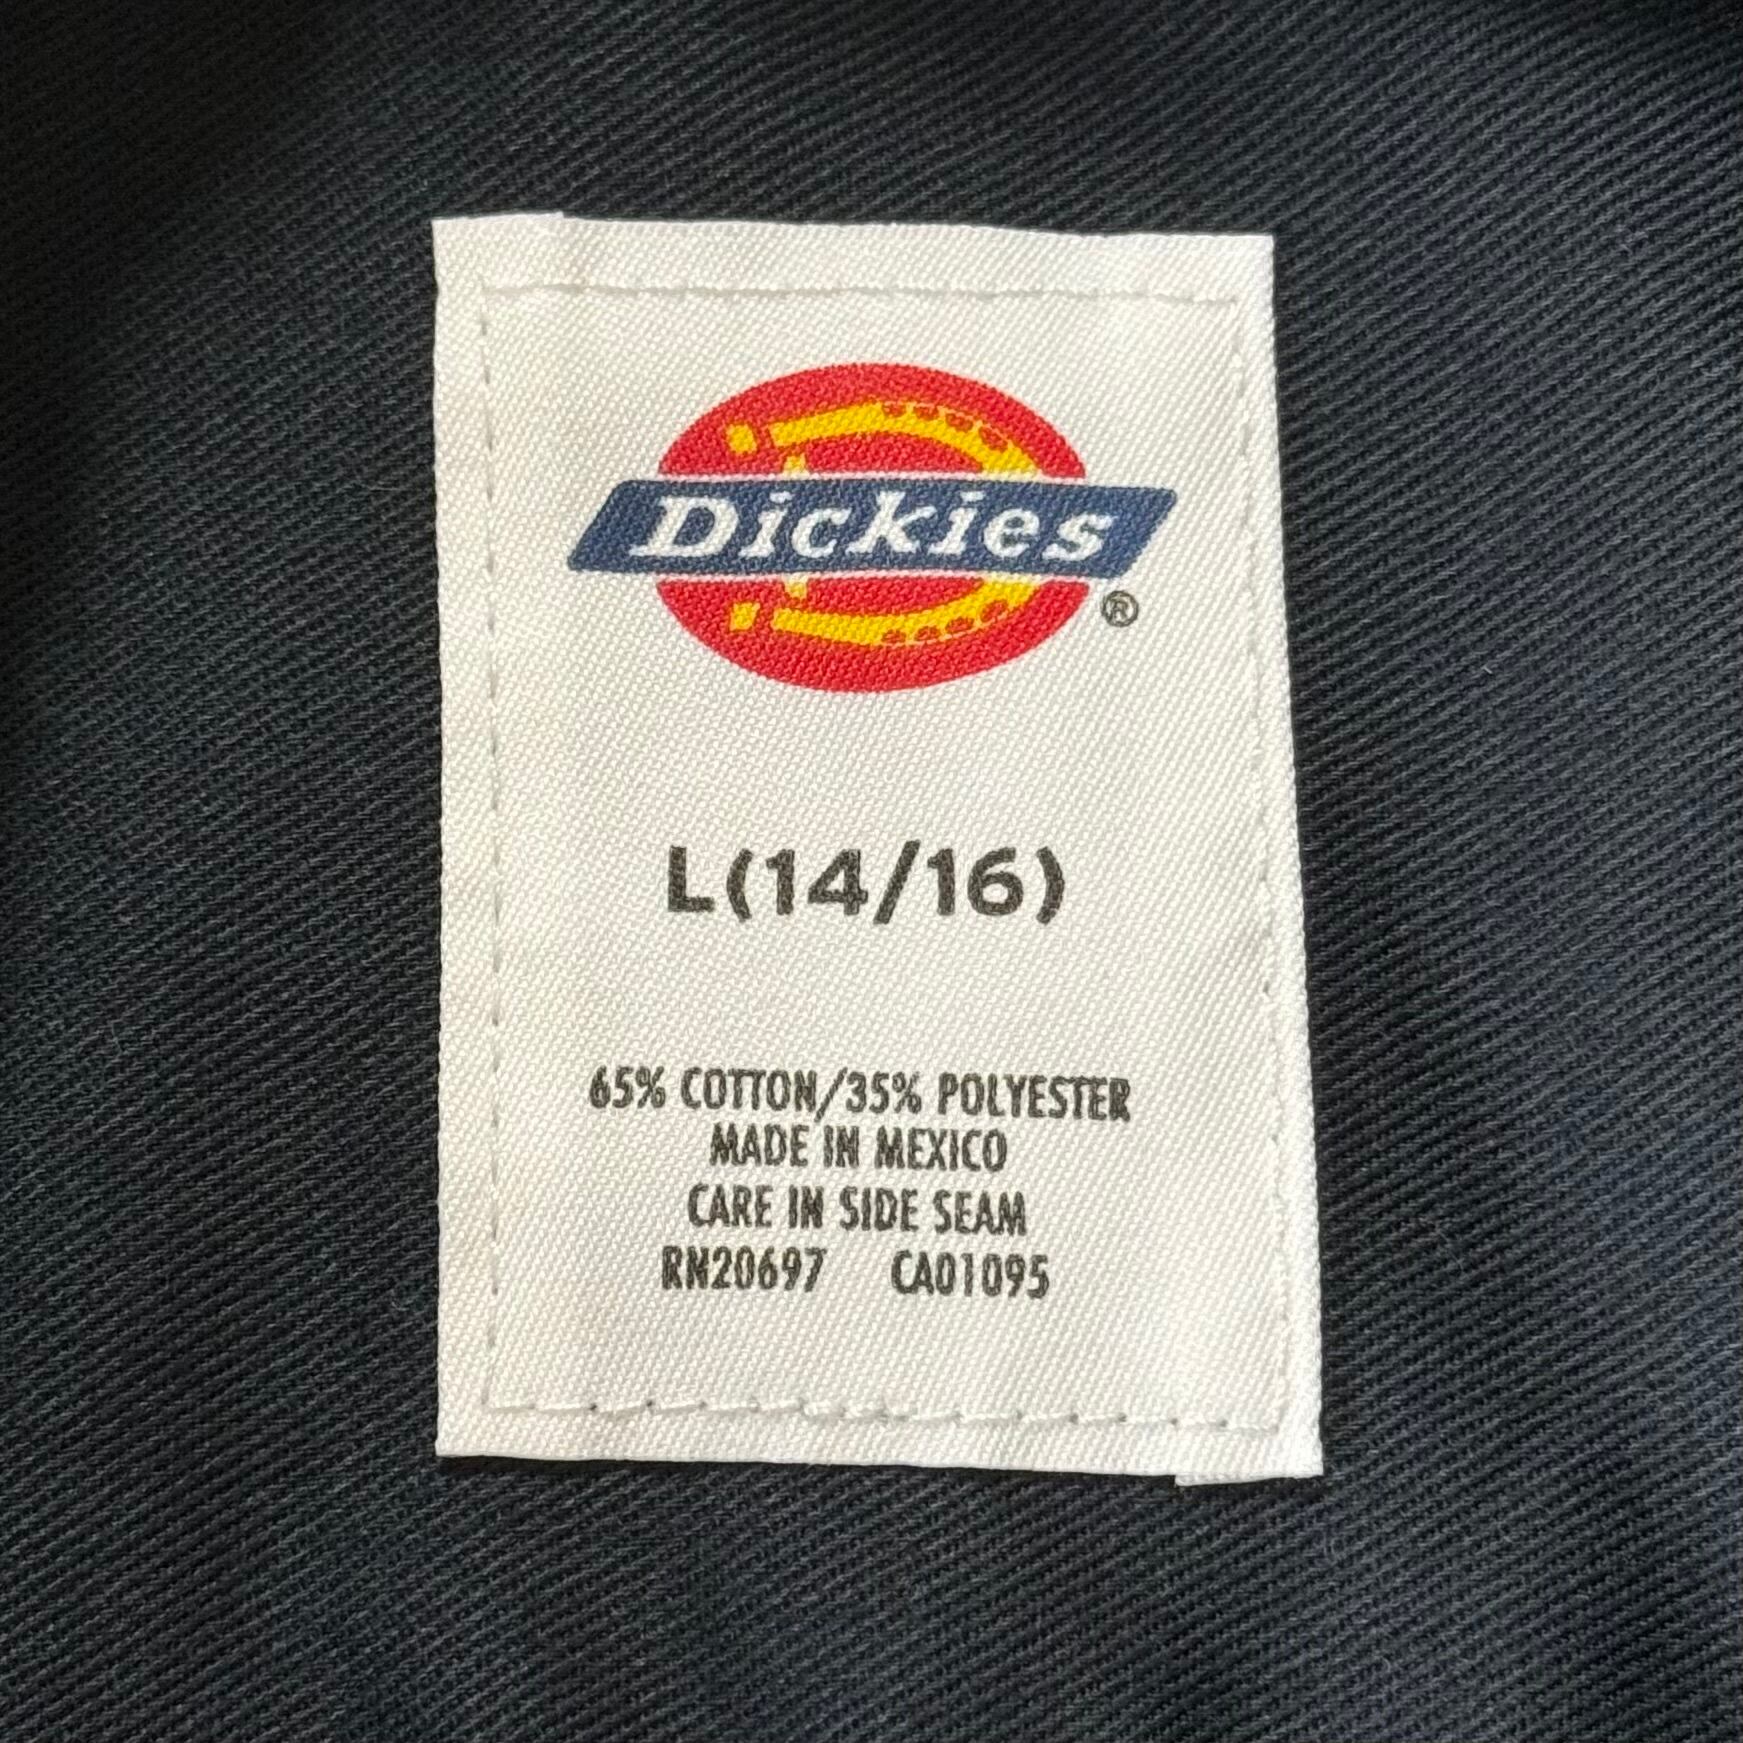 Dickies
®
L(14/16)
65% COTTON/35% POLYESTER
MADE IN MEXICO
CARE IN SIDE SEAM
RN20697 CA01095